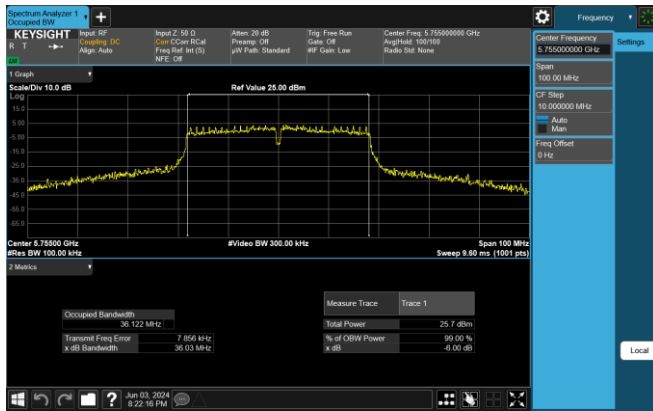 Spectrum Analyzer 1
Occupied BW
KEYSIGHT
R T
Input: RF
Coupling: DC
Align: Auto
Input Z: 50 Ω
Corr CCorr RCal
Freq Ref: Int (S)
NFE: Off
Atten: 20 dB
Preamp: Off
µW Path: Standard
Trig: Free Run
Gate: Off
#IF Gain: Low
Center Freq: 5.755000000 GHz
Avg|Hold: 100/100
Radio Std: None
1 Graph
Scale/Div 10.0 dB
Ref Value 25.00 dBm
Log
15.0
5.00
-5.00
-15.0
-25.0
-35.0
-45.0
-55.0
-65.0
Center 5.75500 GHz
#Res BW 100.00 kHz
#Video BW 300.00 kHz
Span 100 MHz
Sweep 9.60 ms (1001 pts)
2 Metrics
Occupied Bandwidth
36.122 MHz
Transmit Freq Error 7.856 kHz
x dB Bandwidth 36.03 MHz
Measure Trace Trace 1
Total Power 25.7 dBm
% of OBW Power 99.00 %
x dB -6.00 dB
Jun 03, 2024
8:22:16 PM
Frequency
Settings
Center Frequency
5.755000000 GHz
Span
100.00 MHz
CF Step
10.000000 MHz
Auto
Man
Freq Offset
0 Hz
Local